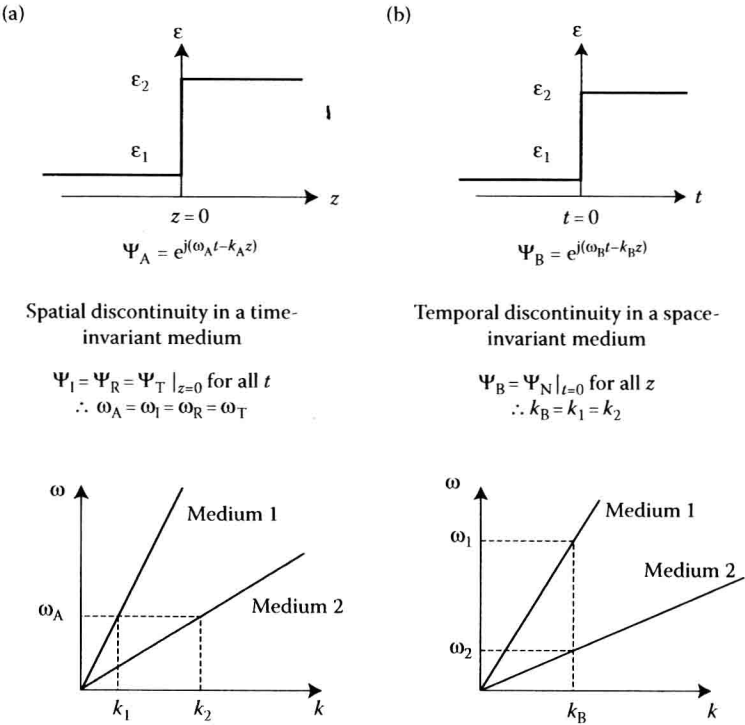 (a)
ε
ε2
ε1
z
z = 0
ΨA = e^j(ωAt–kAz)
Spatial discontinuity in a time-
invariant medium
ΨI = ΨR = ΨT |z=0 for all t
∴ ωA = ωI = ωR = ωT
ω
Medium 1
ωA
Medium 2
k1
k2
k
(b)
ε
ε2
ε1
t
t = 0
ΨB = e^j(ωBt–kBz)
Temporal discontinuity in a space-
invariant medium
ΨB = ΨN|t=0 for all z
∴ kB = k1 = k2
ω
Medium 1
ω1
Medium 2
ω2
kB
k